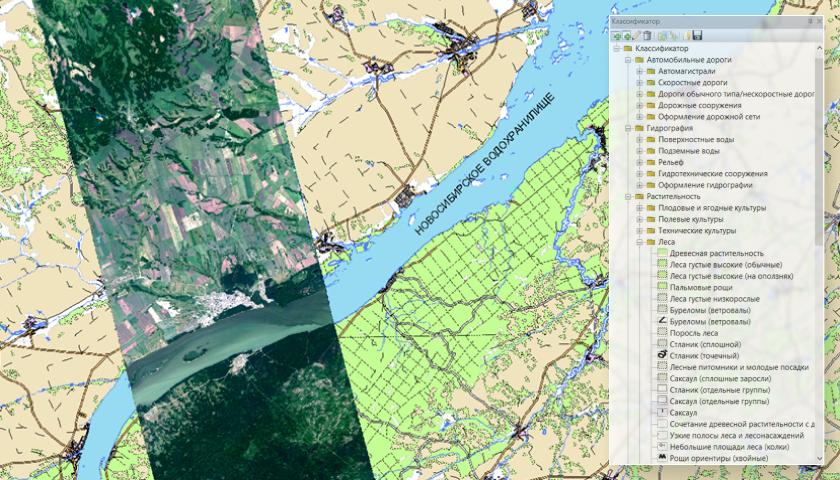 НОВОСИБИРСКОЕ ВОДОХРАНИЛИЩЕ
Классификатор
Классификатор
Автомобильные дороги
Автомагистрали
Скоростные дороги
Дороги обычного типа/нескоростные дорог
Дорожные сооружения
Оформление дорожной сети
Гидрография
Поверхностные воды
Подземные воды
Рельеф
Гидротехнические сооружения
Оформление гидрографии
Растительность
Плодовые и ягодные культуры
Полевые культуры
Технические культуры
Леса
Древесная растительность
Леса густые высокие (обычные)
Леса густые высокие (на оползнях)
Пальмовые рощи
Леса густые низкорослые
Буреломы (ветровалы)
Буреломы (ветровалы)
Поросль леса
Стланик (сплошной)
Стланик (точечный)
Лесные питомники и молодые посадки
Саксаул (сплошные заросли)
Стланик (отдельные группы)
Саксаул (отдельные группы)
Саксаул
Сочетание древесной растительности с д
Узкие полосы леса и лесонасаждений
Небольшие площади леса (колки)
Рощи ориентиры (хвойные)